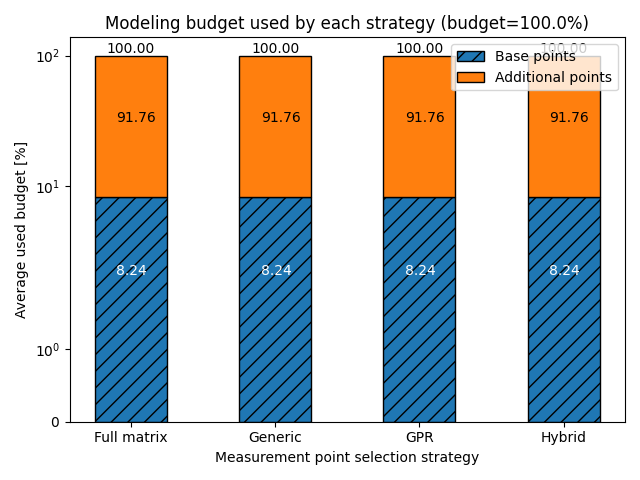 Modeling budget used by each strategy (budget=100.0%)
100.00 100.00 100.00 100.00
Base points
Additional points
91.76 91.76 91.76 91.76
8.24 8.24 8.24 8.24
10²
10¹
10⁰
0
Average used budget [%]
Full matrix Generic GPR Hybrid
Measurement point selection strategy